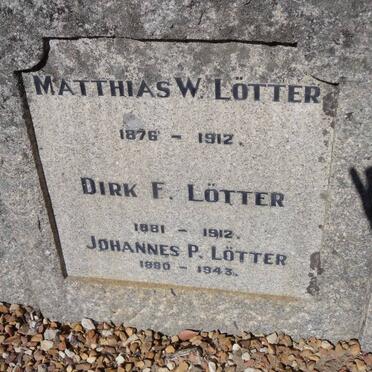 MATTHIAS W. LÖTTER
1876 - 1912.
DIRK F. LÖTTER
1881 - 1912.
JOHANNES P. LÖTTER
1880 - 1943.